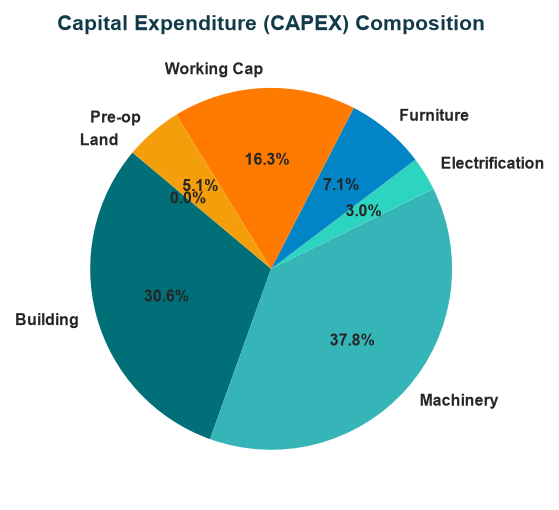 Capital Expenditure (CAPEX) Composition
Working Cap
Pre-op
Furniture
Land
16.3%
Electrification
5.1%
7.1%
0.0%
3.0%
30.6%
Building
37.8%
Machinery